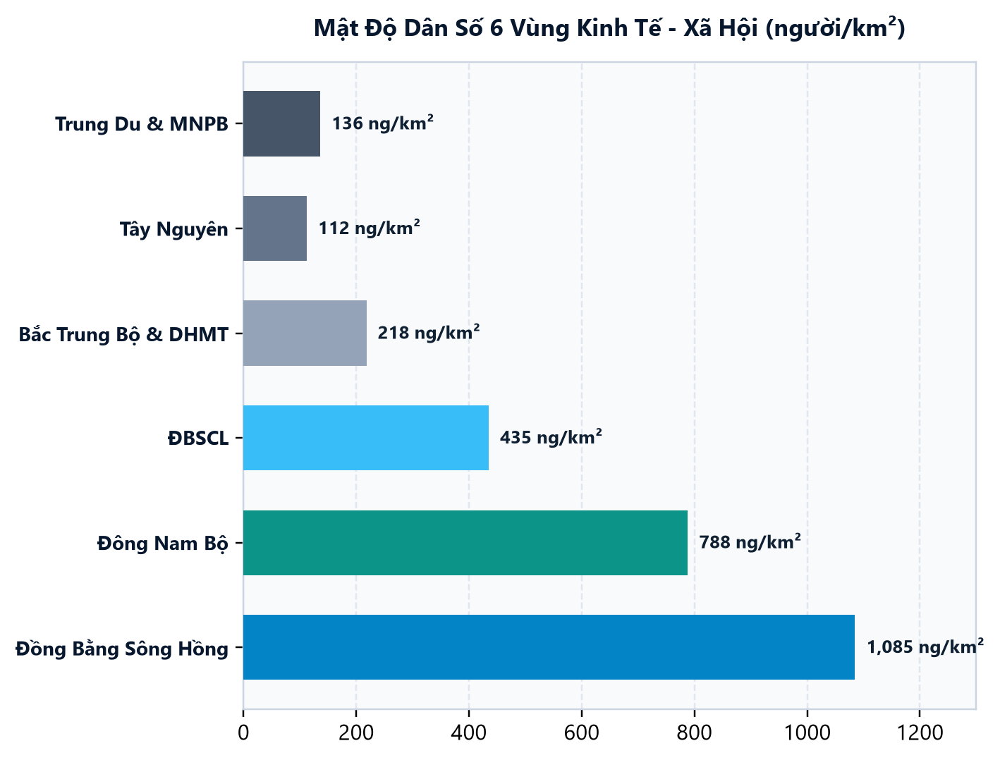 Mật Độ Dân Số 6 Vùng Kinh Tế - Xã Hội (người/km²)
Trung Du & MNPB
136 ng/km²
Tây Nguyên
112 ng/km²
Bắc Trung Bộ & DHMT
218 ng/km²
ĐBSCL
435 ng/km²
Đông Nam Bộ
788 ng/km²
Đồng Bằng Sông Hồng
1,085 ng/km²
0 200 400 600 800 1000 1200